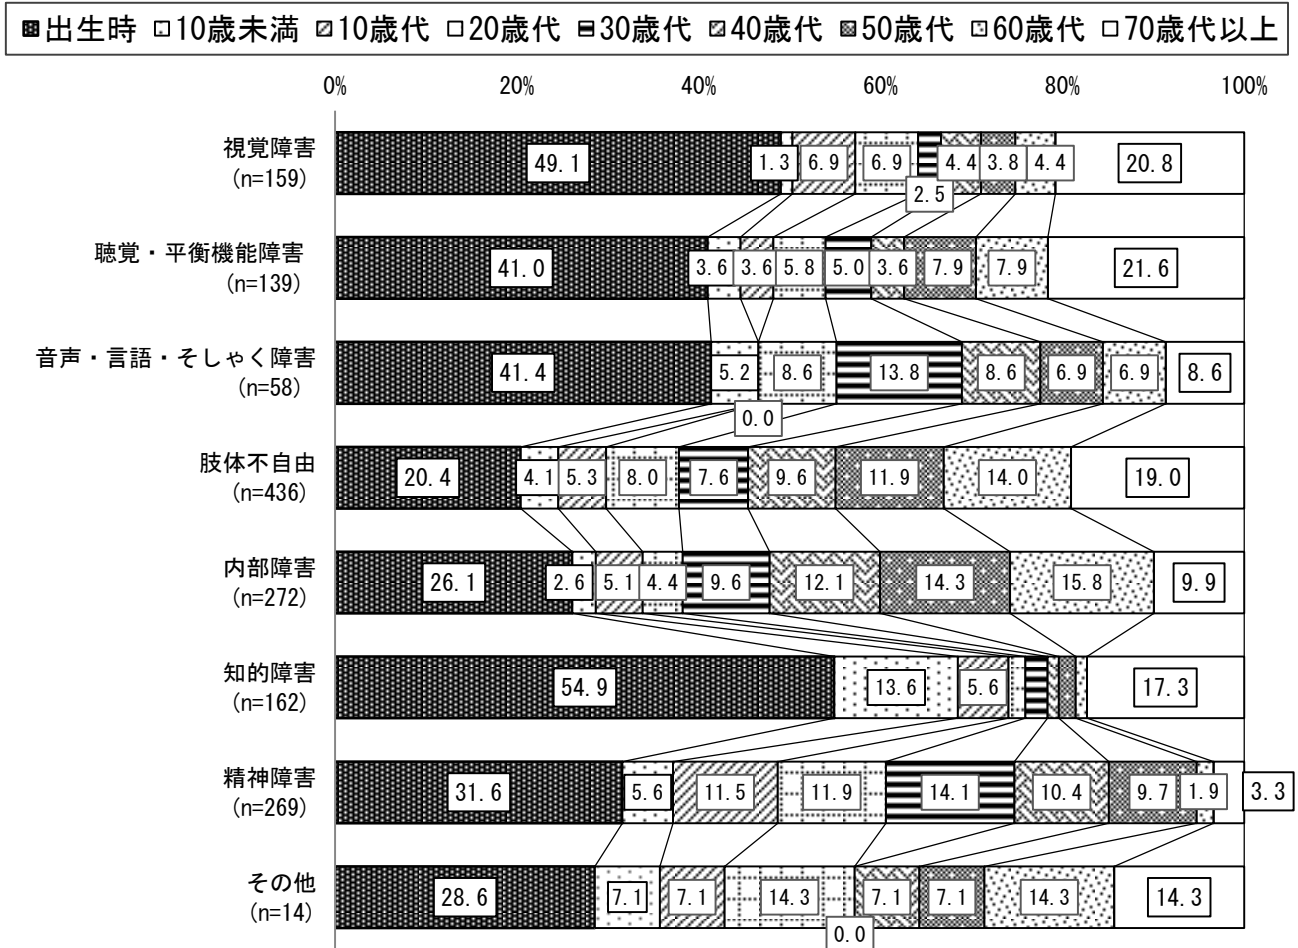 出生時 10歳未満 10歳代 20歳代 30歳代 40歳代 50歳代 60歳代 70歳代以上
0% 20% 40% 60% 80% 100%
視覚障害
(n=159)
49.1 1.3 6.9 6.9 4.4 3.8 4.4 20.8
2.5
聴覚・平衡機能障害
(n=139)
41.0 3.6 3.6 5.8 5.0 3.6 7.9 7.9 21.6
音声・言語・そしゃく障害
(n=58)
41.4 5.2 8.6 13.8 8.6 6.9 6.9 8.6
0.0
肢体不自由
(n=436)
20.4 4.1 5.3 8.0 7.6 9.6 11.9 14.0 19.0
内部障害
(n=272)
26.1 2.6 5.1 4.4 9.6 12.1 14.3 15.8 9.9
知的障害
(n=162)
54.9 13.6 5.6 17.3
精神障害
(n=269)
31.6 5.6 11.5 11.9 14.1 10.4 9.7 1.9 3.3
その他
(n=14)
28.6 7.1 7.1 14.3 7.1 7.1 14.3 14.3
0.0